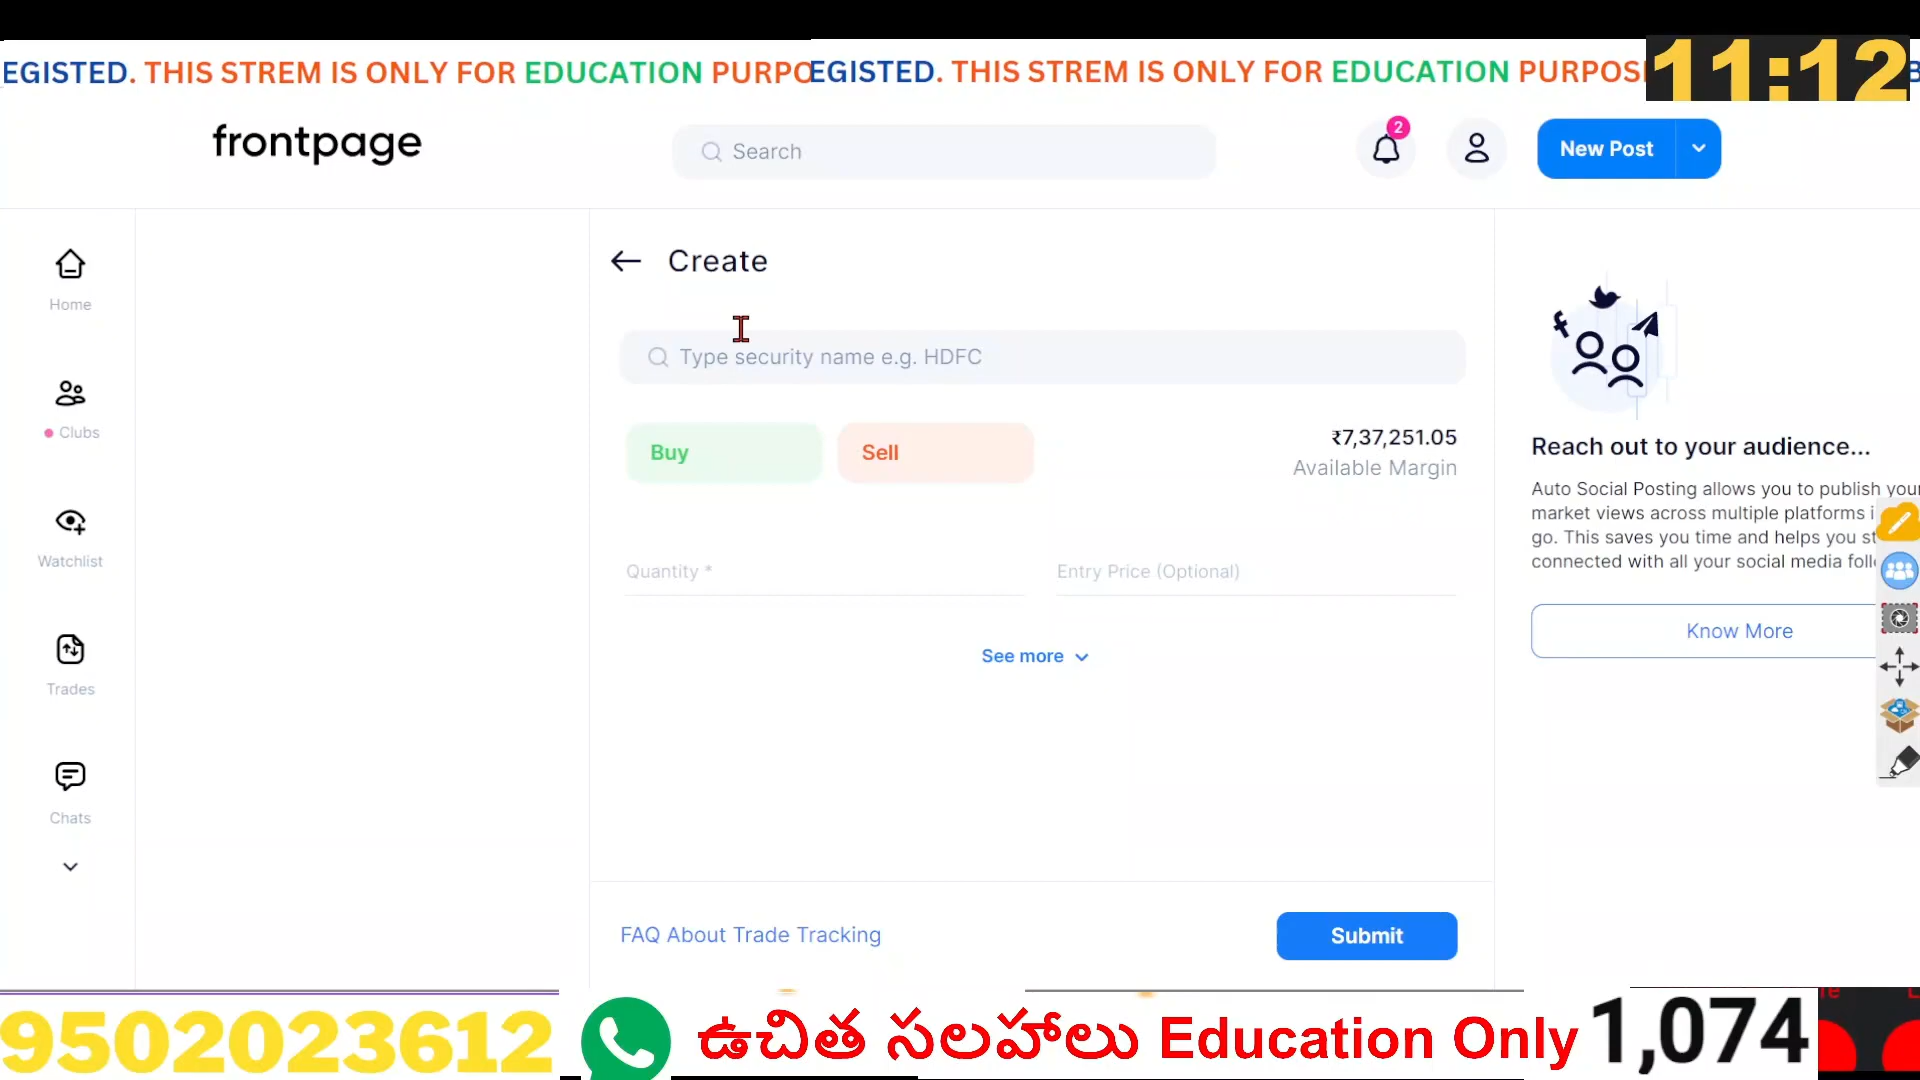 EGISTED. THIS STREM IS ONLY FOR EDUCATION PURPO
EGISTED. THIS STREM IS ONLY FOR EDUCATION PURPOS
11:12
frontpage
Search
2
New Post
Home
Clubs
Watchlist
Trades
Chats
Create
Type security name e.g. HDFC
Buy
Sell
₹7,37,251.05
Available Margin
Quantity *
Entry Price (Optional)
See more
FAQ About Trade Tracking
Submit
Reach out to your audience...
Auto Social Posting allows you to publish your
market views across multiple platforms i
go. This saves you time and helps you st
connected with all your social media foll
Know More
9502023612
ఉచిత సలహాలు Education Only
1,074